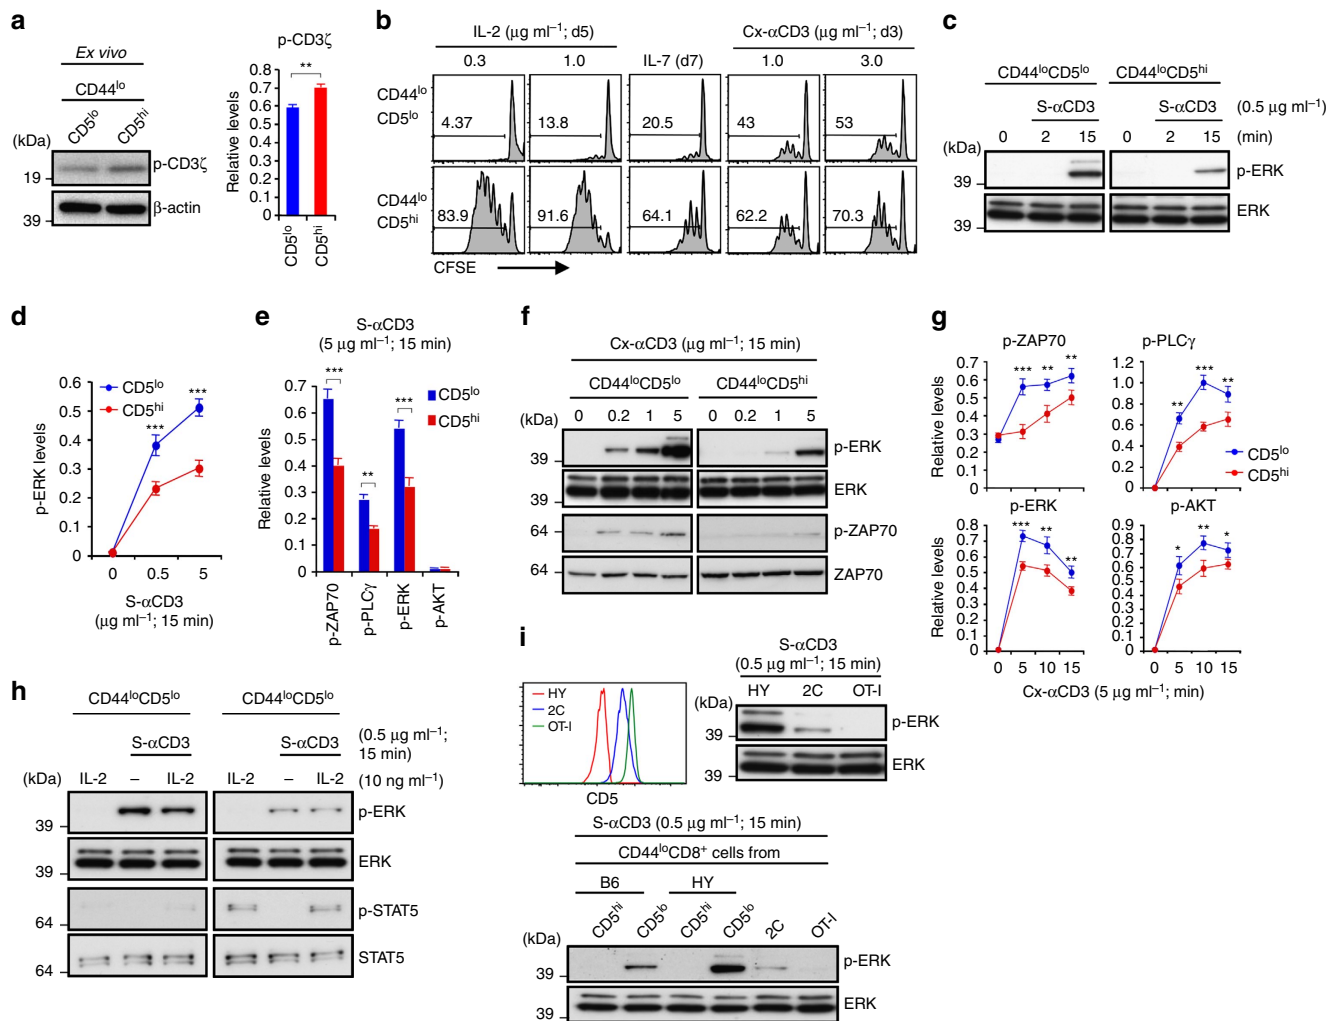 a
Ex vivo
CD44lo
CD5lo CD5hi
(kDa)
19
39
p-CD3ζ
β-actin
p-CD3ζ
Relative levels
0.8
0.7
0.6
0.5
0.4
0.3
0.2
0.1
0
**
CD5lo
CD5hi
b
IL-2 (μg ml–1; d5)
Cx-αCD3 (μg ml–1; d3)
0.3 1.0 IL-7 (d7) 1.0 3.0
CD44lo
CD5lo
4.37 13.8 20.5 43 53
CD44lo
CD5hi
83.9 91.6 64.1 62.2 70.3
CFSE
c
CD44loCD5lo CD44loCD5hi
S-αCD3 S-αCD3 (0.5 μg ml–1)
0 2 15 0 2 15 (min)
(kDa)
39
p-ERK
39
ERK
d
p-ERK levels
0.6
0.5
0.4
0.3
0.2
0.1
0
CD5lo
CD5hi
***
***
0 0.5 5
S-αCD3
(μg ml–1; 15 min)
e
S-αCD3
(5 μg ml–1; 15 min)
Relative levels
0.7
0.6
0.5
0.4
0.3
0.2
0.1
0
***
**
***
CD5lo
CD5hi
p-ZAP70
p-PLCγ
p-ERK
p-AKT
f
Cx-αCD3 (μg ml–1; 15 min)
CD44loCD5lo CD44loCD5hi
(kDa)
0 0.2 1 5 0 0.2 1 5
39
p-ERK
39
ERK
64
p-ZAP70
64
ZAP70
g
p-ZAP70
Relative levels
0.7
0.6
0.5
0.4
0.3
0.2
0.1
0
*** ** **
p-PLCγ
1.2
1.0
0.8
0.6
0.4
0.2
0
** *** **
CD5lo
CD5hi
p-ERK
Relative levels
0.8
0.7
0.6
0.5
0.4
0.3
0.2
0.1
0
*** ** **
0 5 10 15
p-AKT
0.9
0.8
0.7
0.6
0.5
0.4
0.3
0.2
0.1
0
* ** *
0 5 10 15
Cx-αCD3 (5 μg ml–1; min)
h
CD44loCD5lo CD44loCD5lo
S-αCD3 S-αCD3 (0.5 μg ml–1;
15 min)
(kDa) IL-2 – IL-2 IL-2 – IL-2 (10 ng ml–1)
39
p-ERK
39
ERK
64
p-STAT5
64
STAT5
i
HY
2C
OT-I
CD5
S-αCD3
(0.5 μg ml–1; 15 min)
(kDa) HY 2C OT-I
39
p-ERK
39
ERK
S-αCD3 (0.5 μg ml–1; 15 min)
CD44loCD8+ cells from
B6 HY
CD5hi CD5lo CD5hi CD5lo 2C OT-I
(kDa)
39
p-ERK
39
ERK